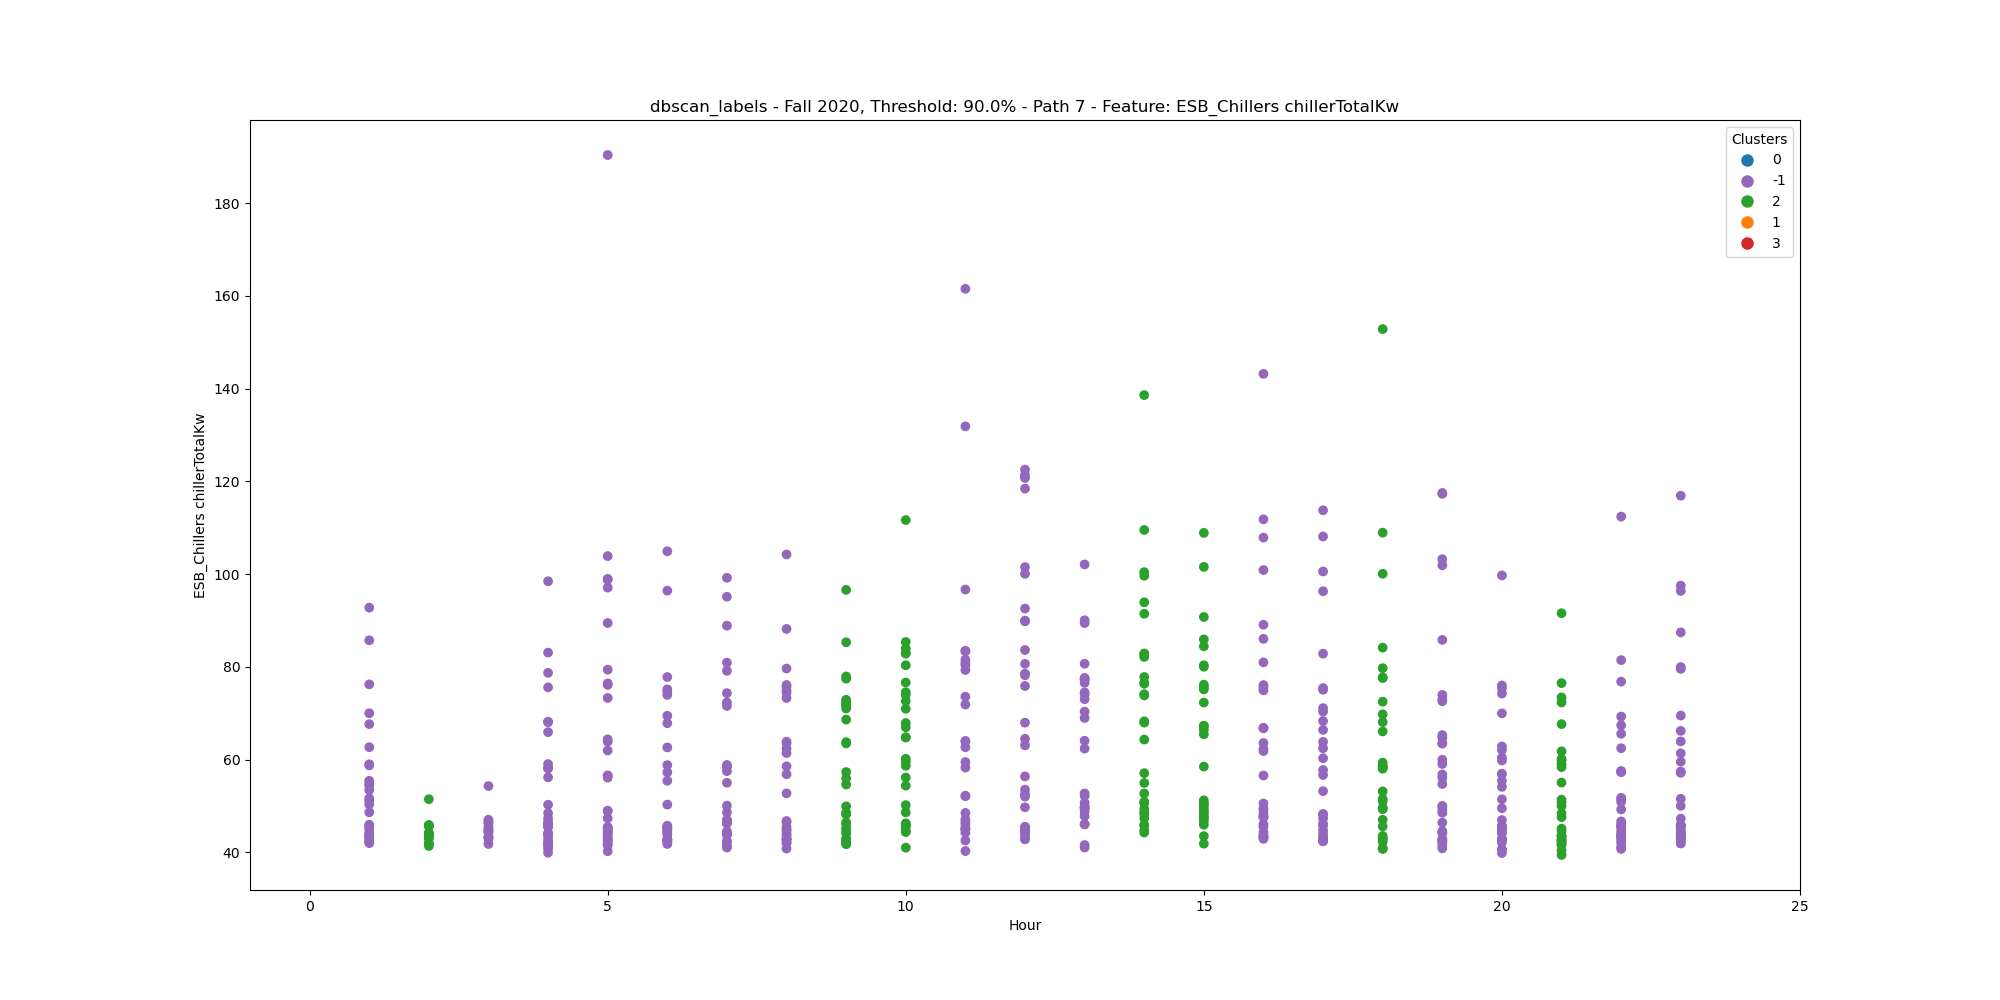 dbscan_labels - Fall 2020, Threshold: 90.0% - Path 7 - Feature: ESB_Chillers chillerTotalKw
Clusters
0
-1
2
1
3
ESB_Chillers chillerTotalKw
180
160
140
120
100
80
60
40
0 5 10 15 20 25
Hour